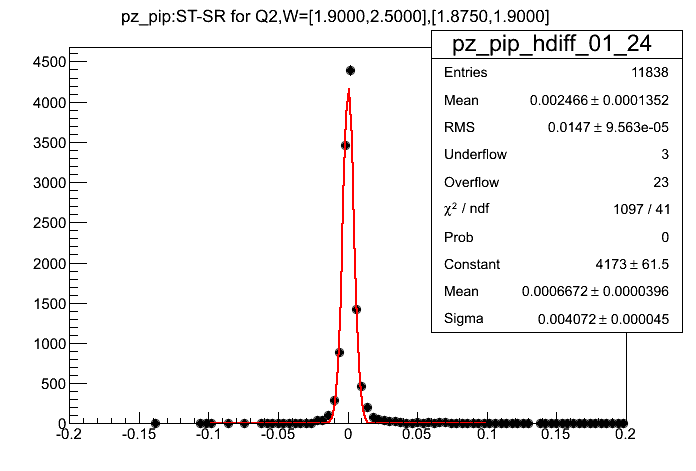 pz_pip:ST-SR for Q2,W=[1.9000,2.5000],[1.8750,1.9000]
pz_pip_hdiff_01_24
Entries 11838
Mean 0.002466 ± 0.0001352
RMS 0.0147 ± 9.563e-05
Underflow 3
Overflow 23
χ² / ndf 1097 / 41
Prob 0
Constant 4173 ± 61.5
Mean 0.0006672 ± 0.0000396
Sigma 0.004072 ± 0.000045
4500
4000
3500
3000
2500
2000
1500
1000
500
0
-0.2 -0.15 -0.1 -0.05 0 0.05 0.1 0.15 0.2